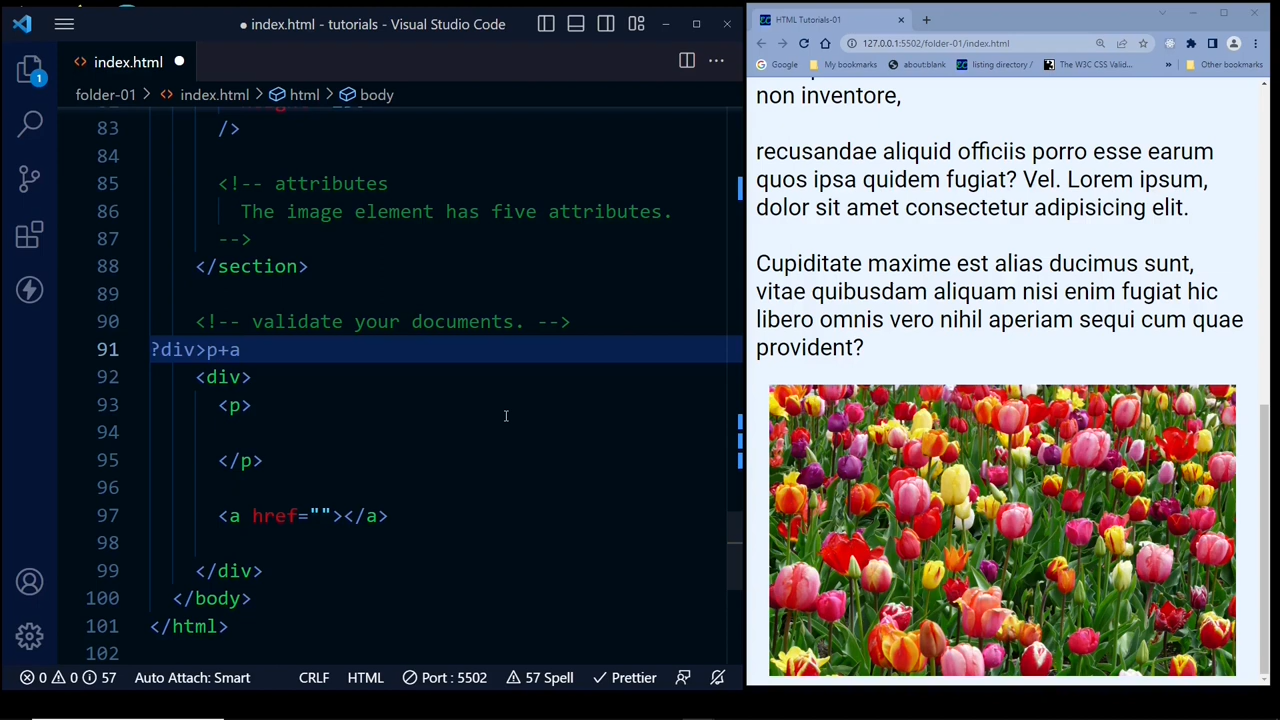 ● index.html - tutorials - Visual Studio Code
index.html ●
folder-01 > index.html > html > body
83 />
84
85 <!-- attributes
86 The image element has five attributes.
87 -->
88 </section>
89
90 <!-- validate your documents. -->
91 ?div>p+a
92 <div>
93 <p>
94
95 </p>
96
97 <a href=""></a>
98
99 </div>
100 </body>
101 </html>
102
1
0 0 57 Auto Attach: Smart CRLF HTML Port : 5502 57 Spell Prettier
HTML Tutorials-01
127.0.0.1:5502/folder-01/index.html
Google My bookmarks about:blank listing directory / The W3C CSS Valid... » Other bookmarks
non inventore,
recusandae aliquid officiis porro esse earum
quos ipsa quidem fugiat? Vel. Lorem ipsum,
dolor sit amet consectetur adipisicing elit.
Cupiditate maxime est alias ducimus sunt,
vitae quibusdam aliquam nisi enim fugiat hic
libero omnis vero nihil aperiam sequi cum quae
provident?